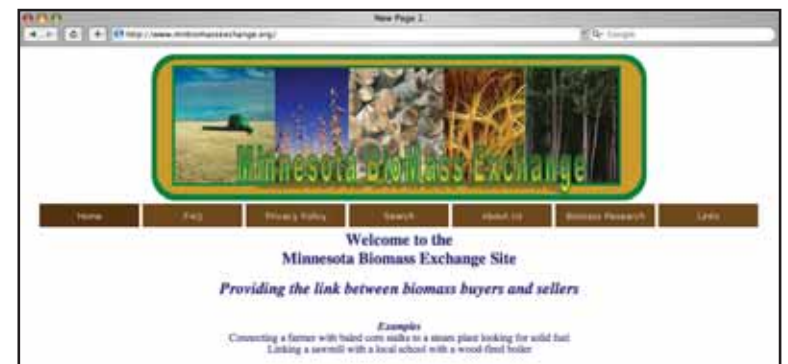 New Page 1
http://www.mnbiomassexchange.org/
Google
Minnesota BioMass Exchange
Home
FAQ
Privacy Policy
Search
About Us
Biomass Research
Links
Welcome to the
Minnesota Biomass Exchange Site
Providing the link between biomass buyers and sellers
Examples
Connecting a farmer with baled corn stalks to a steam plant looking for solid fuel
Linking a sawmill with a local school with a wood-fired boiler